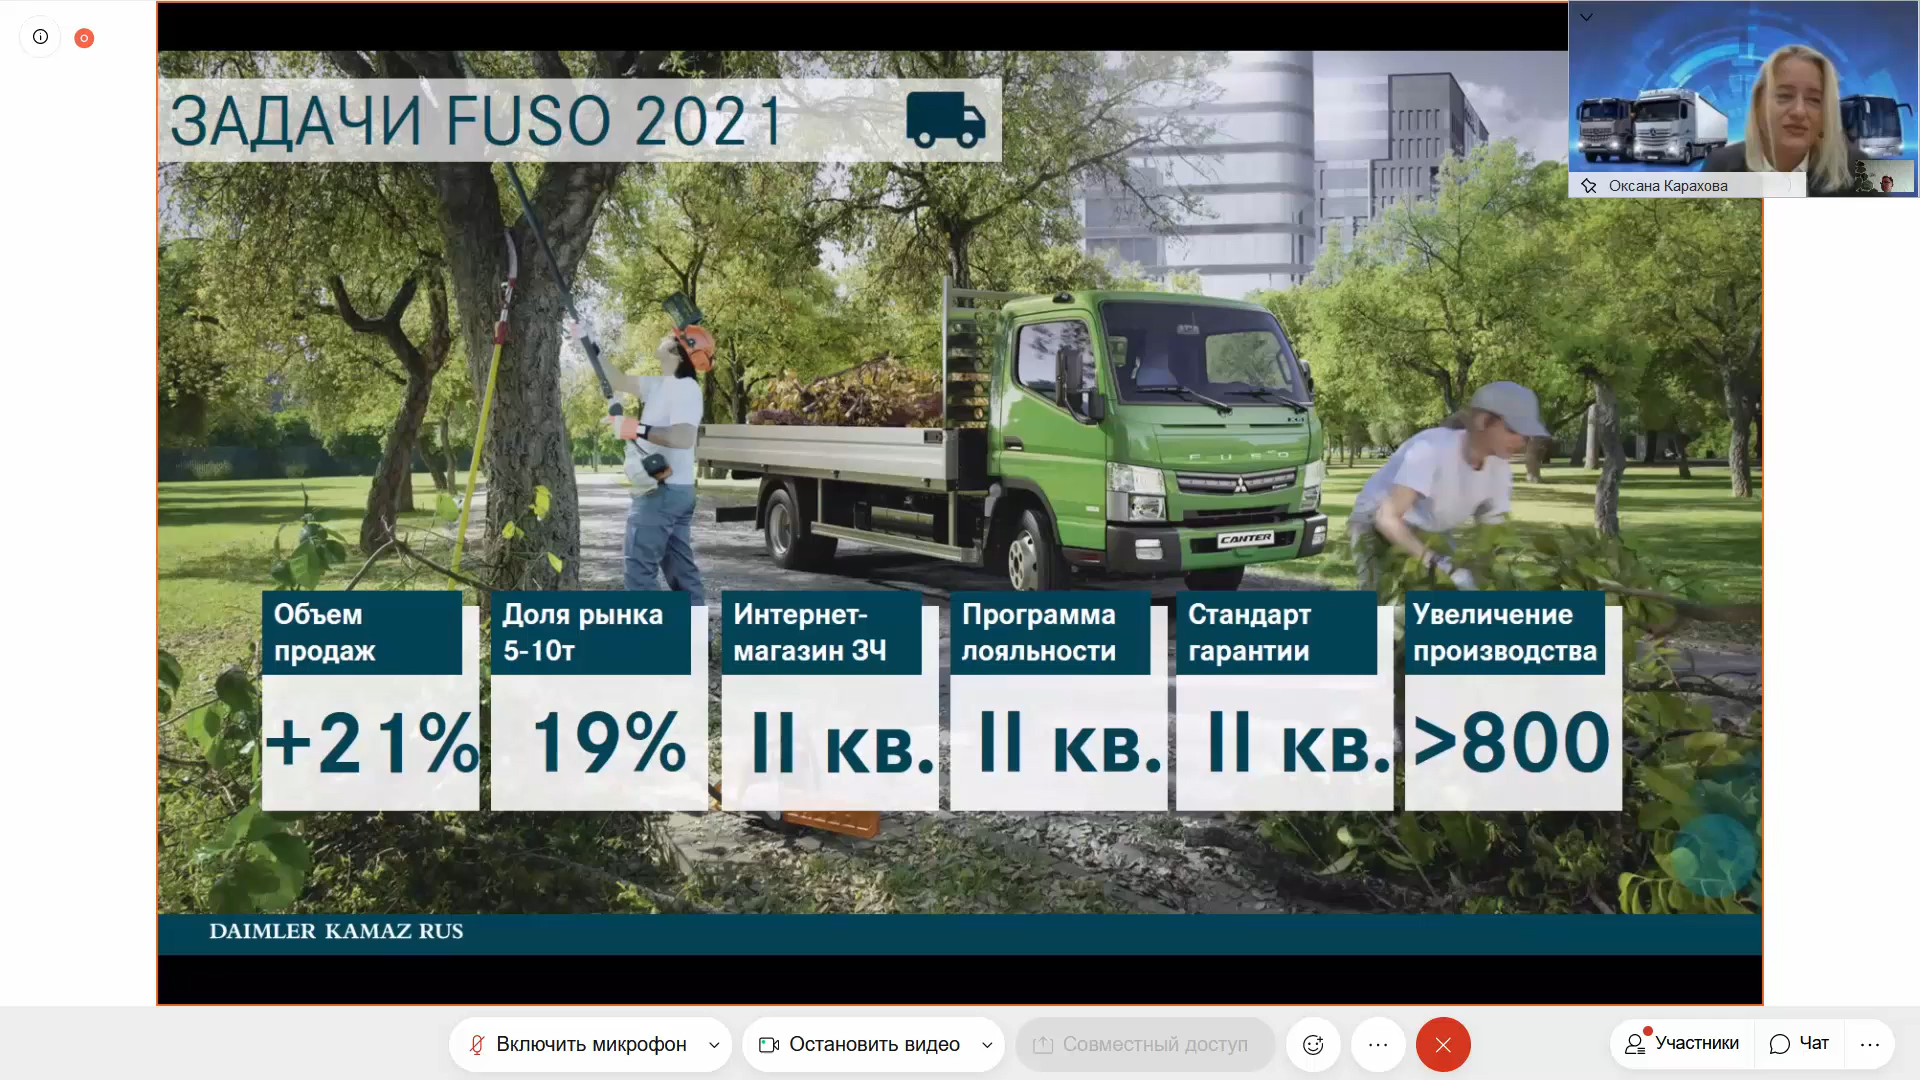 ЗАДАЧИ FUSO 2021
Оксана Карахова
FUSO
CANTER
Объем
продаж
+21%
Доля рынка
5-10т
19%
Интернет-
магазин ЗЧ
II кв.
Программа
лояльности
II кв.
Стандарт
гарантии
II кв.
Увеличение
производства
>800
DAIMLER KAMAZ RUS
Включить микрофон
Остановить видео
Совместный доступ
Участники
Чат